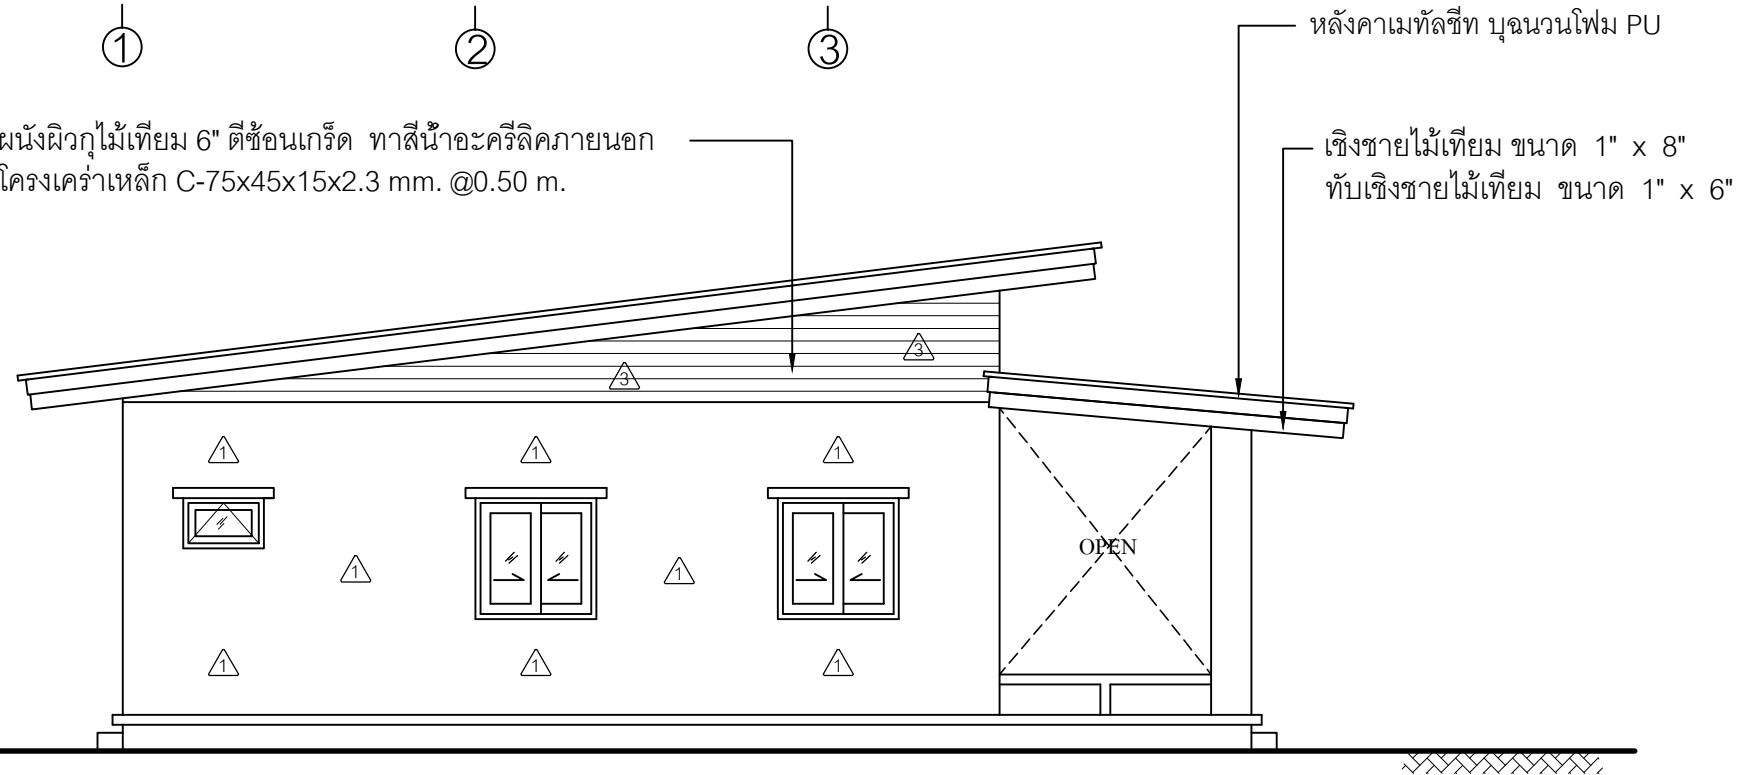 1 2 3
หลังคาเมทัลชีท บุฉนวนโฟม PU
ผนังผิวกุไม้เทียม 6" ตีซ้อนเกร็ด ทาสีน้ำอะครีลิคภายนอก
โครงเคร่าเหล็ก C-75x45x15x2.3 mm. @0.50 m.
เชิงชายไม้เทียม ขนาด 1" x 8"
ทับเชิงชายไม้เทียม ขนาด 1" x 6"
3
3
1 1 1
OPEN
1 1
1 1 1